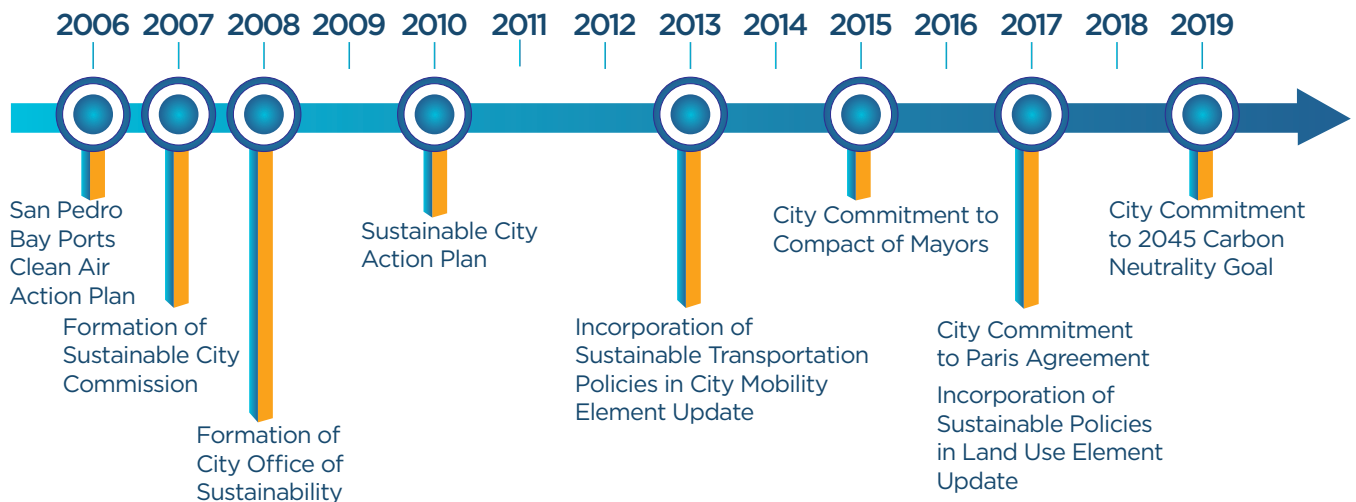 2006 2007 2008 2009 2010 2011 2012 2013 2014 2015 2016 2017 2018 2019
San Pedro
Bay Ports
Clean Air
Action Plan
Formation of
Sustainable City
Commission
Formation of
City Office of
Sustainability
Sustainable City
Action Plan
Incorporation of
Sustainable Transportation
Policies in City Mobility
Element Update
City Commitment to
Compact of Mayors
City Commitment
to Paris Agreement
Incorporation of
Sustainable Policies
in Land Use Element
Update
City Commitment
to 2045 Carbon
Neutrality Goal